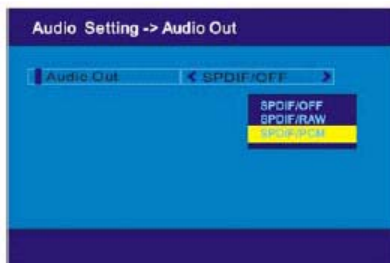 Audio Setting -> Audio Out
Audio Out < SPDIF/OFF >
SPDIF/OFF
SPDIF/RAW
SPDIF/PCM